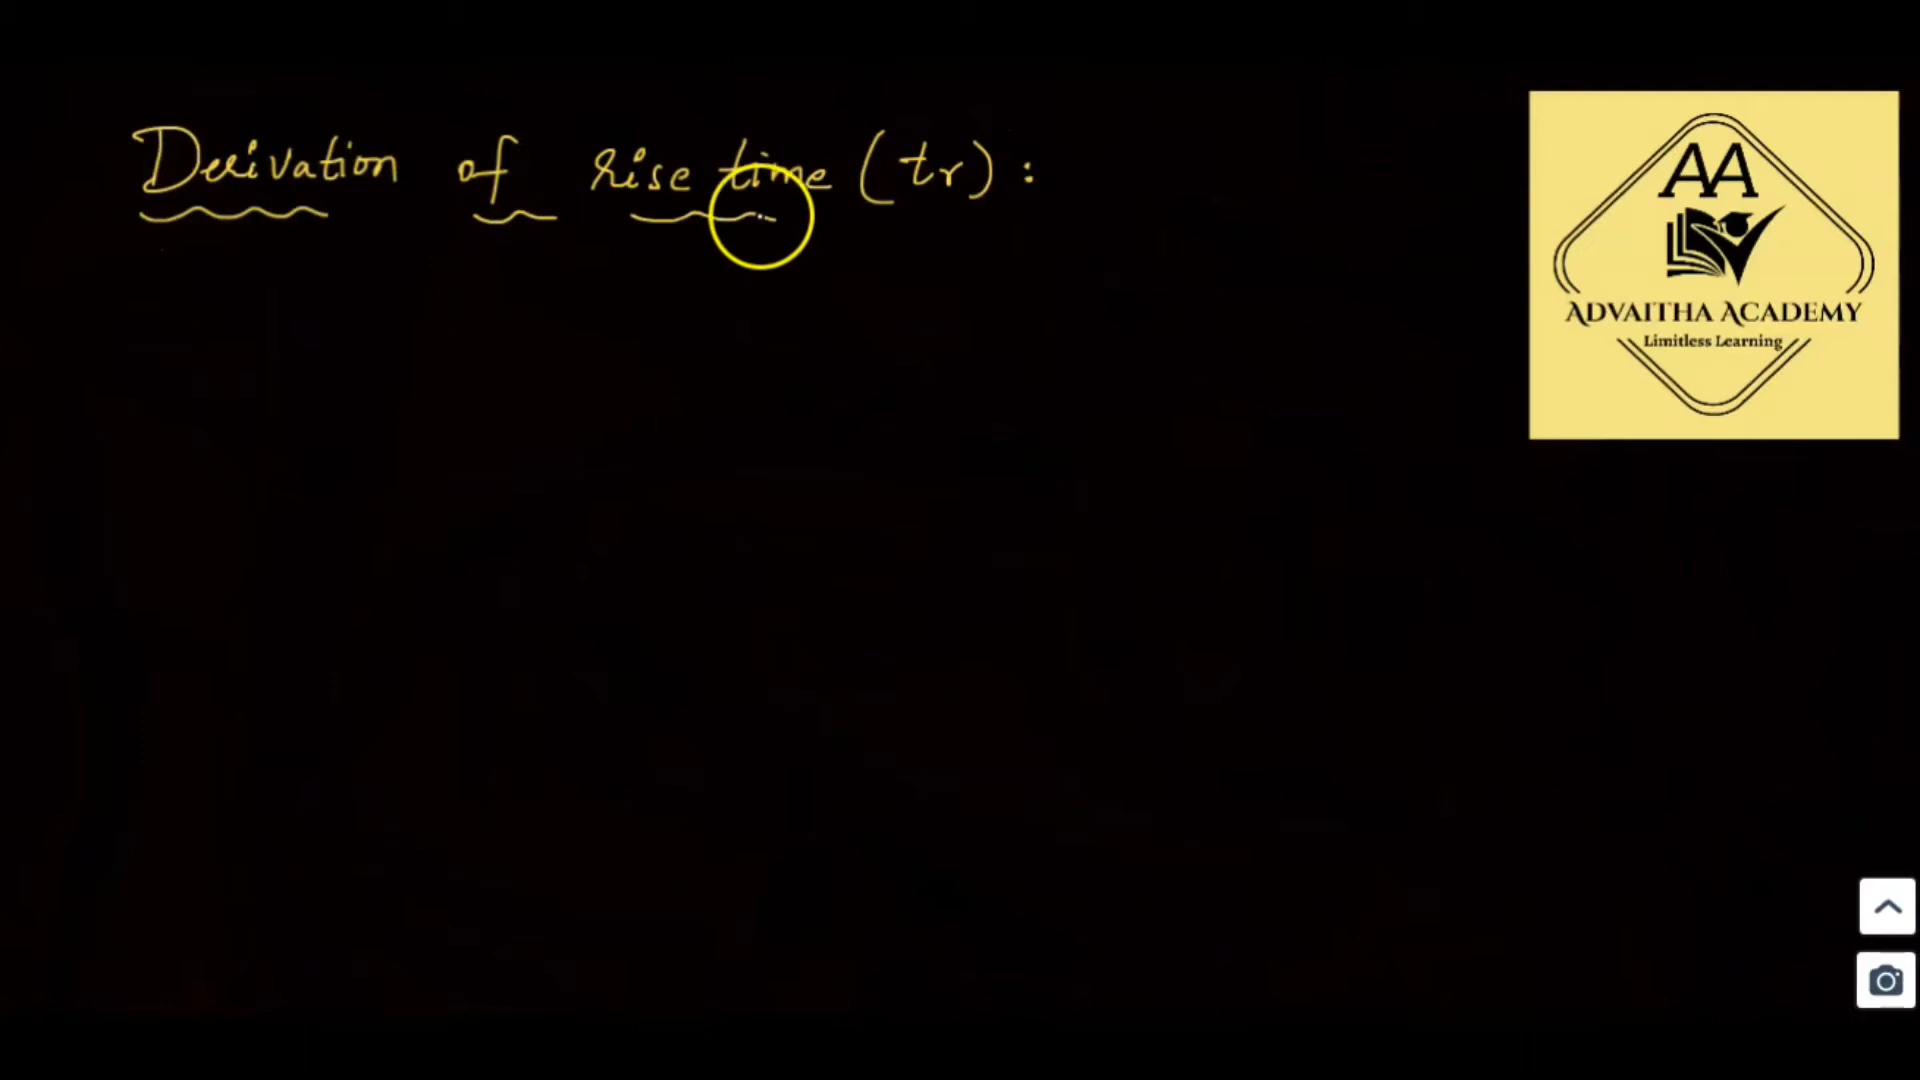 Derivation of rise time (tr) :
AA
ADVAITHA ACADEMY
Limitless Learning